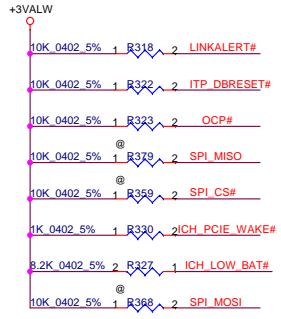 +3VALW
10K_0402_5% 1 R318 2 LINKALERT#
10K_0402_5% 1 R322 2 ITP_DBRESET#
10K_0402_5% 1 R323 2 OCP#
@
10K_0402_5% 1 R379 2 SPI_MISO
@
10K_0402_5% 1 R359 2 SPI_CS#
1K_0402_5% 1 R330 2 ICH_PCIE_WAKE#
8.2K_0402_5% 2 R327 1 ICH_LOW_BAT#
@
10K_0402_5% 1 R368 2 SPI_MOSI